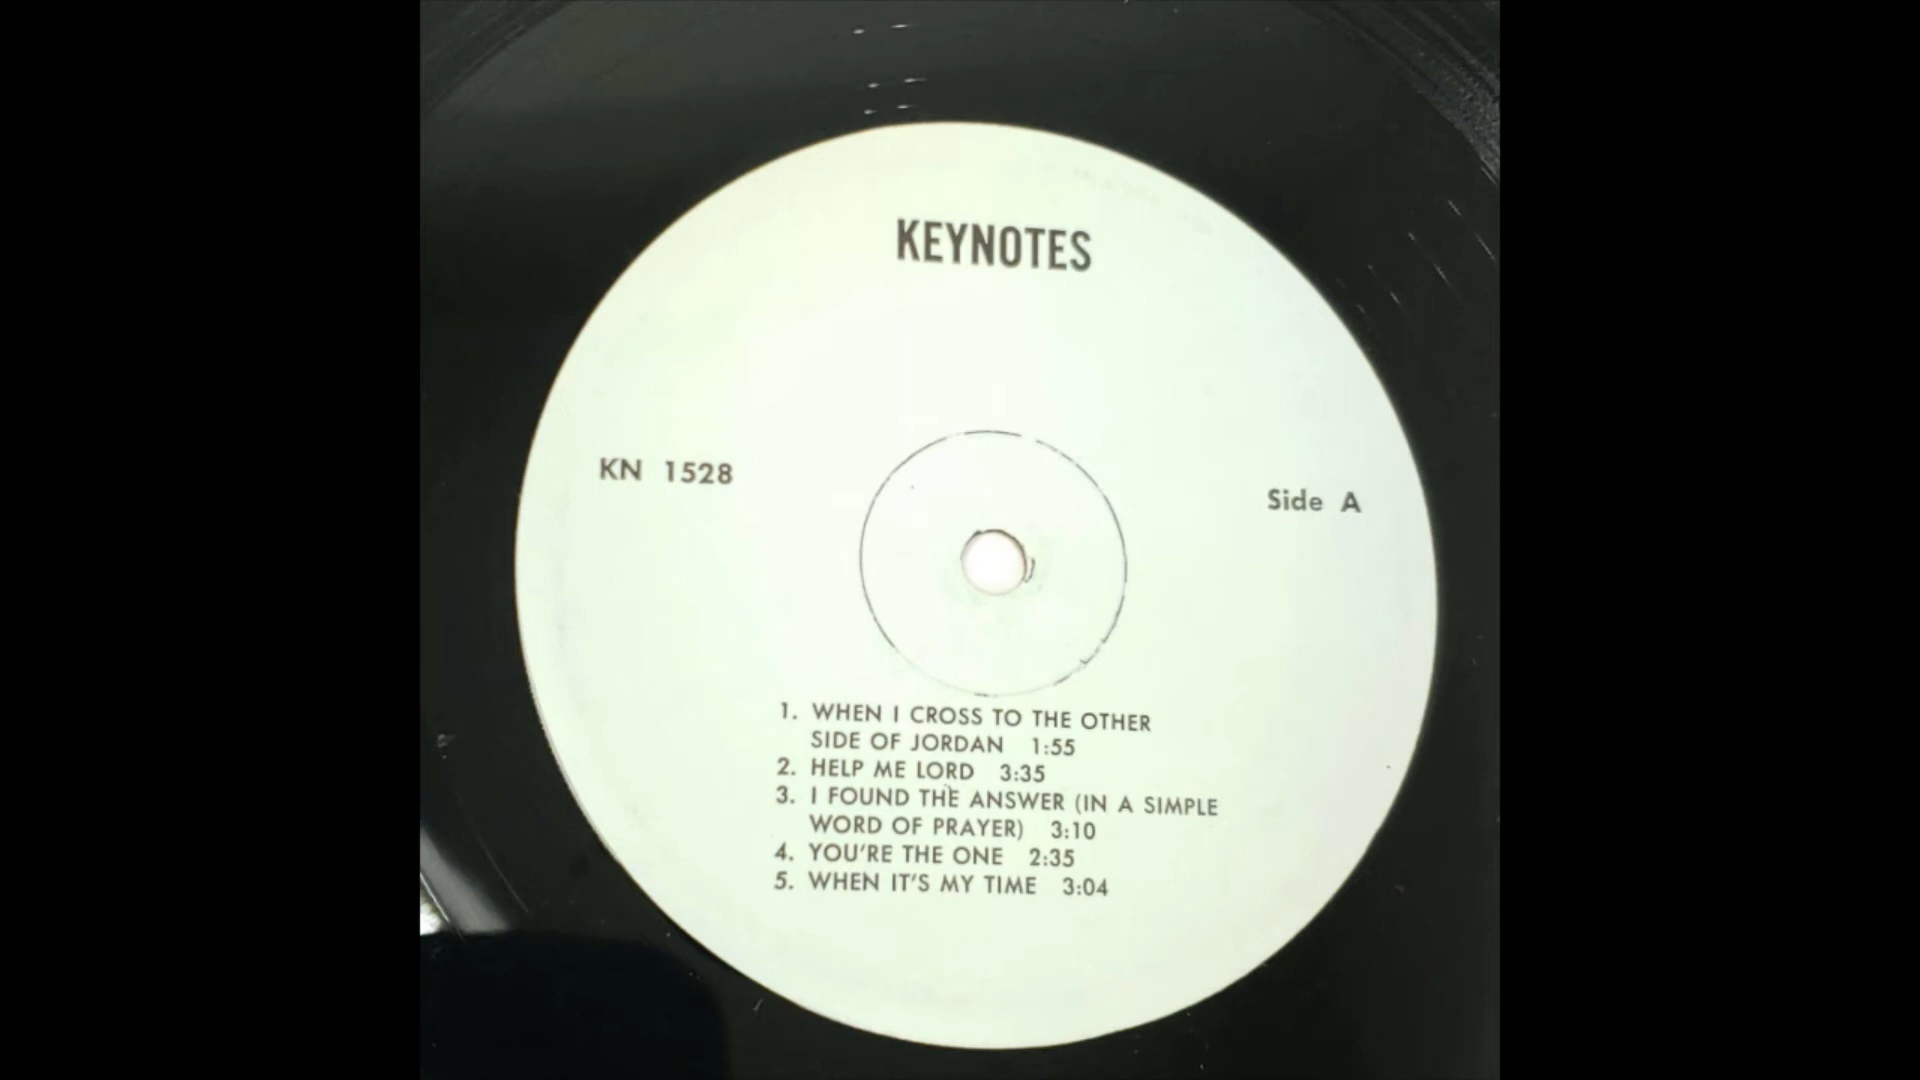 KEYNOTES
KN 1528
Side A
1. WHEN I CROSS TO THE OTHER
SIDE OF JORDAN 1:55
2. HELP ME LORD 3:35
3. I FOUND THE ANSWER (IN A SIMPLE
WORD OF PRAYER) 3:10
4. YOU'RE THE ONE 2:35
5. WHEN IT'S MY TIME 3:04